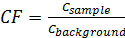 CF = C_sample / C_background